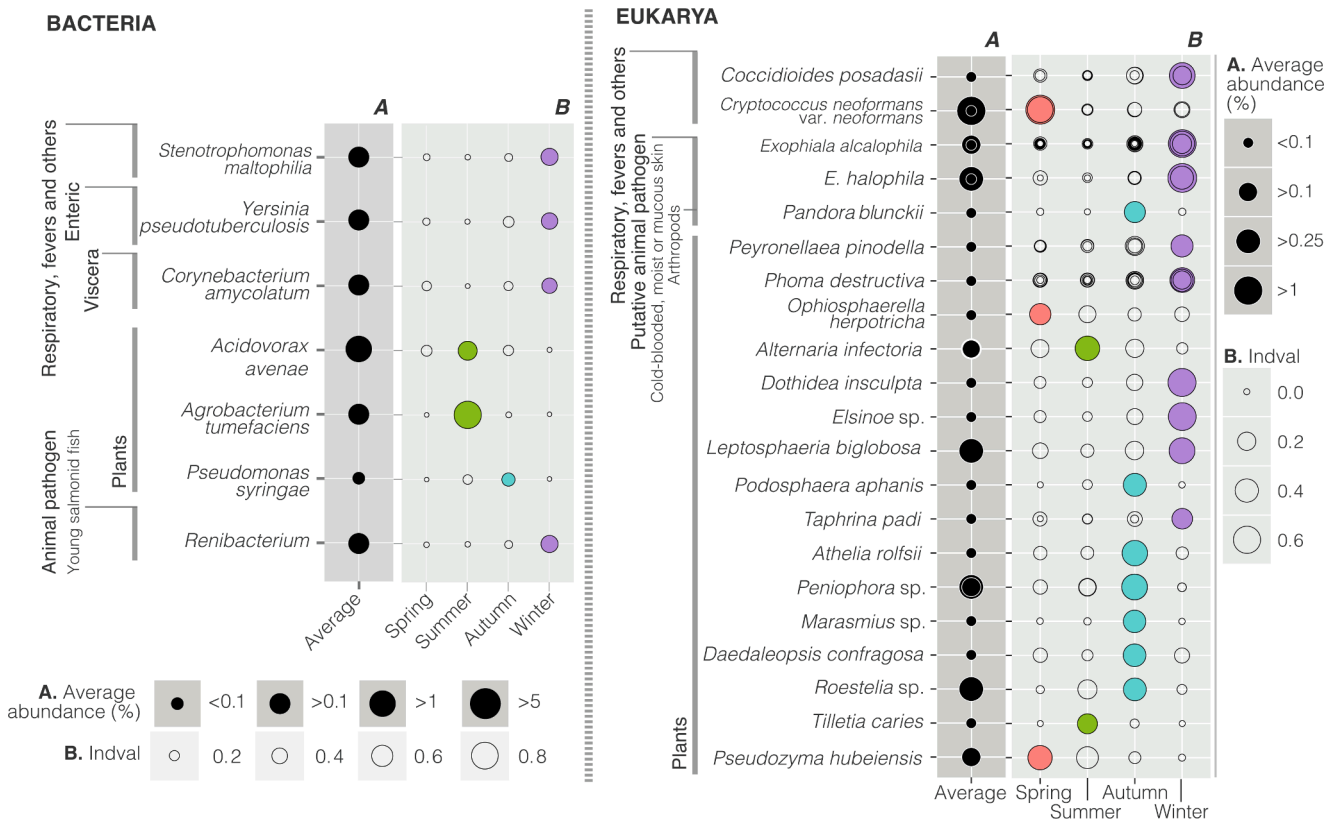 BACTERIA
A
B
Respiratory, fevers and others
Enteric
Viscera
Animal pathogen
Young salmonid fish
Plants
Stenotrophomonas
maltophilia
Yersinia
pseudotuberculosis
Corynebacterium
amycolatum
Acidovorax
avenae
Agrobacterium
tumefaciens
Pseudomonas
syringae
Renibacterium
Average
Spring
Summer
Autumn
Winter
A. Average
abundance (%)
<0.1
>0.1
>1
>5
B. Indval
0.2
0.4
0.6
0.8
EUKARYA
A
B
Respiratory, fevers and others
Putative animal pathogen
Cold-blooded, moist or mucous skin
Arthropods
Plants
Coccidioides posadasii
Cryptococcus neoformans
var. neoformans
Exophiala alcalophila
E. halophila
Pandora blunckii
Peyronellaea pinodella
Phoma destructiva
Ophiosphaerella
herpotricha
Alternaria infectoria
Dothidea insculpta
Elsinoe sp.
Leptosphaeria biglobosa
Podosphaera aphanis
Taphrina padi
Athelia rolfsii
Peniophora sp.
Marasmius sp.
Daedaleopsis confragosa
Roestelia sp.
Tilletia caries
Pseudozyma hubeiensis
Average
Spring
Summer
Autumn
Winter
A. Average
abundance
(%)
<0.1
>0.1
>0.25
>1
B. Indval
0.0
0.2
0.4
0.6